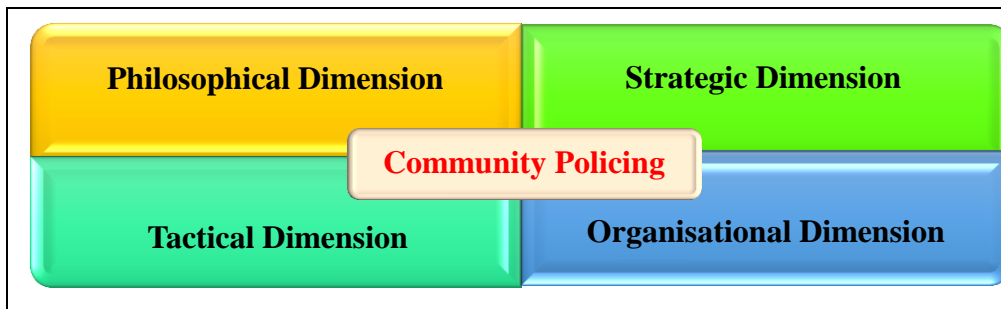 Philosophical Dimension
Strategic Dimension
Community Policing
Tactical Dimension
Organisational Dimension